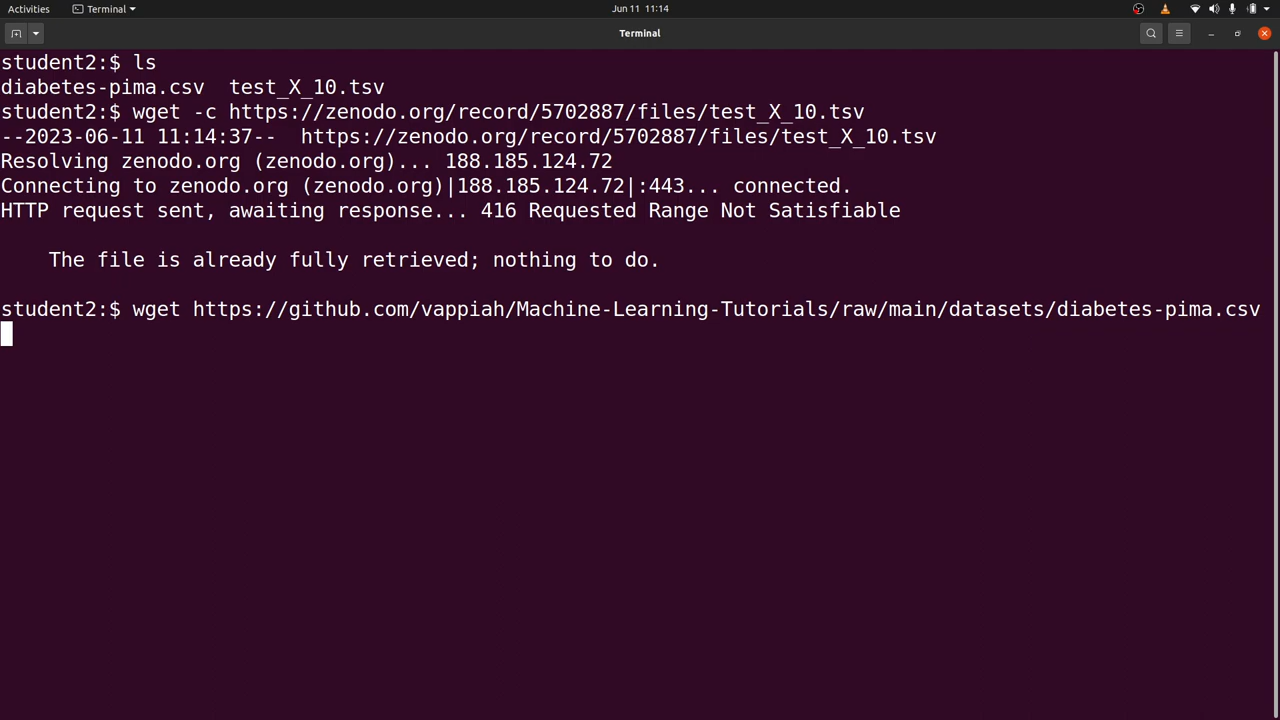 Activities
Terminal
Jun 11 11:14
Terminal
student2:$ ls
diabetes-pima.csv  test_X_10.tsv
student2:$ wget -c https://zenodo.org/record/5702887/files/test_X_10.tsv
--2023-06-11 11:14:37--  https://zenodo.org/record/5702887/files/test_X_10.tsv
Resolving zenodo.org (zenodo.org)... 188.185.124.72
Connecting to zenodo.org (zenodo.org)|188.185.124.72|:443... connected.
HTTP request sent, awaiting response... 416 Requested Range Not Satisfiable
    The file is already fully retrieved; nothing to do.
student2:$ wget https://github.com/vappiah/Machine-Learning-Tutorials/raw/main/datasets/diabetes-pima.csv